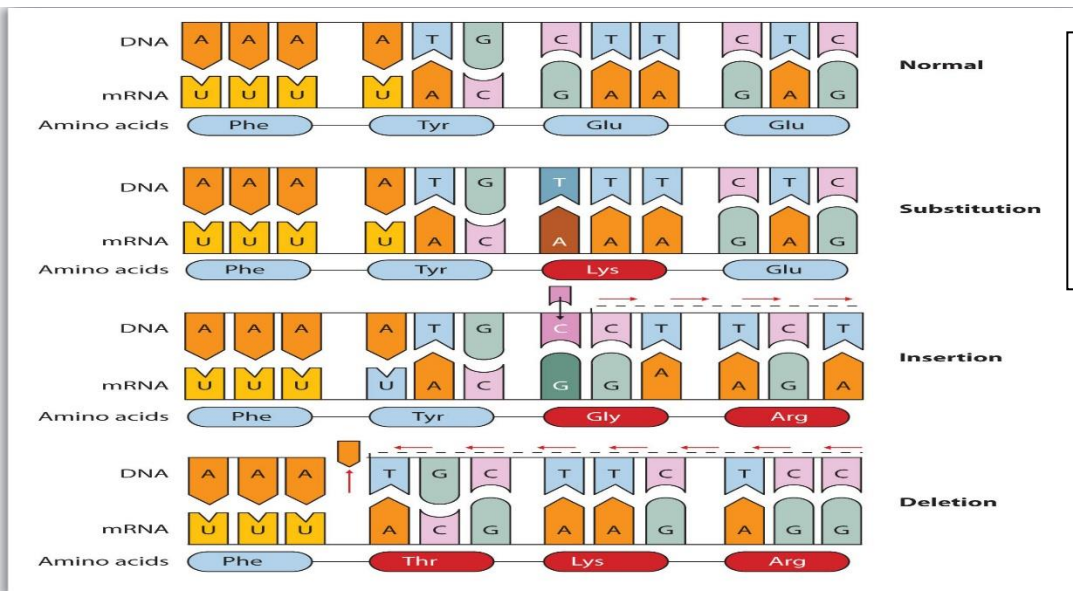 DNA A A A A T G C T T C T C
Normal
mRNA U U U U A C G A A G A G
Amino acids Phe Tyr Glu Glu
DNA A A A A T G T T T C T C
Substitution
mRNA U U U U A C A A A G A G
Amino acids Phe Tyr Lys Glu
DNA A A A A T G C C T T C T
Insertion
mRNA U U U U A C G G A A G A
Amino acids Phe Tyr Gly Arg
DNA A A A T G C T T C T C C
Deletion
mRNA U U U A C G A A G A G G
Amino acids Phe Thr Lys Arg